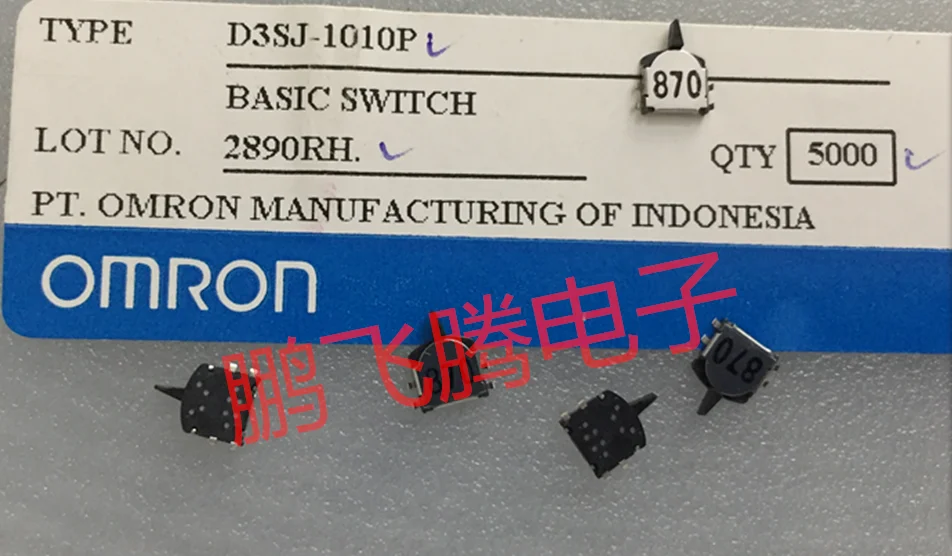 TYPE D3SJ-1010P
870
BASIC SWITCH
LOT NO. 2890RH.
QTY 5000
PT. OMRON MANUFACTURING OF INDONESIA
OMRON
鹏飞腾电子
870